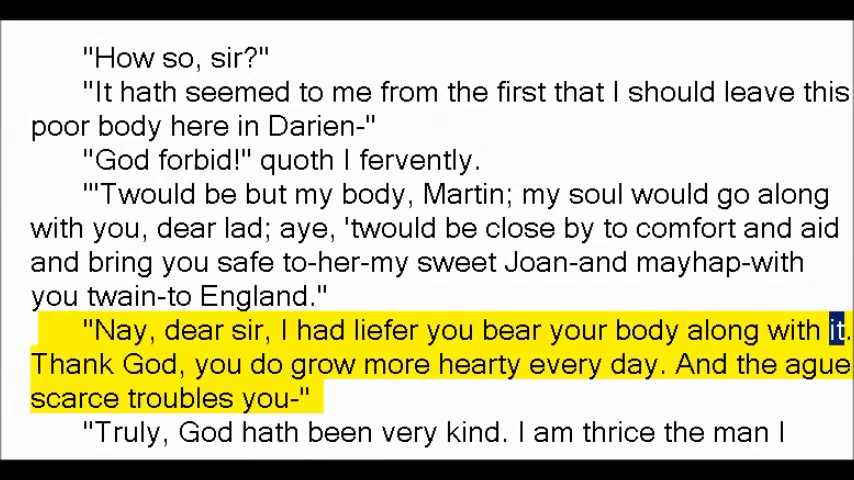 "How so, sir?"
"It hath seemed to me from the first that I should leave this
poor body here in Darien-"
"God forbid!" quoth I fervently.
"'Twould be but my body, Martin; my soul would go along
with you, dear lad; aye, 'twould be close by to comfort and aid
and bring you safe to-her-my sweet Joan-and mayhap-with
you twain-to England."
"Nay, dear sir, I had liefer you bear your body along with it.
Thank God, you do grow more hearty every day. And the ague
scarce troubles you-"
"Truly, God hath been very kind. I am thrice the man I